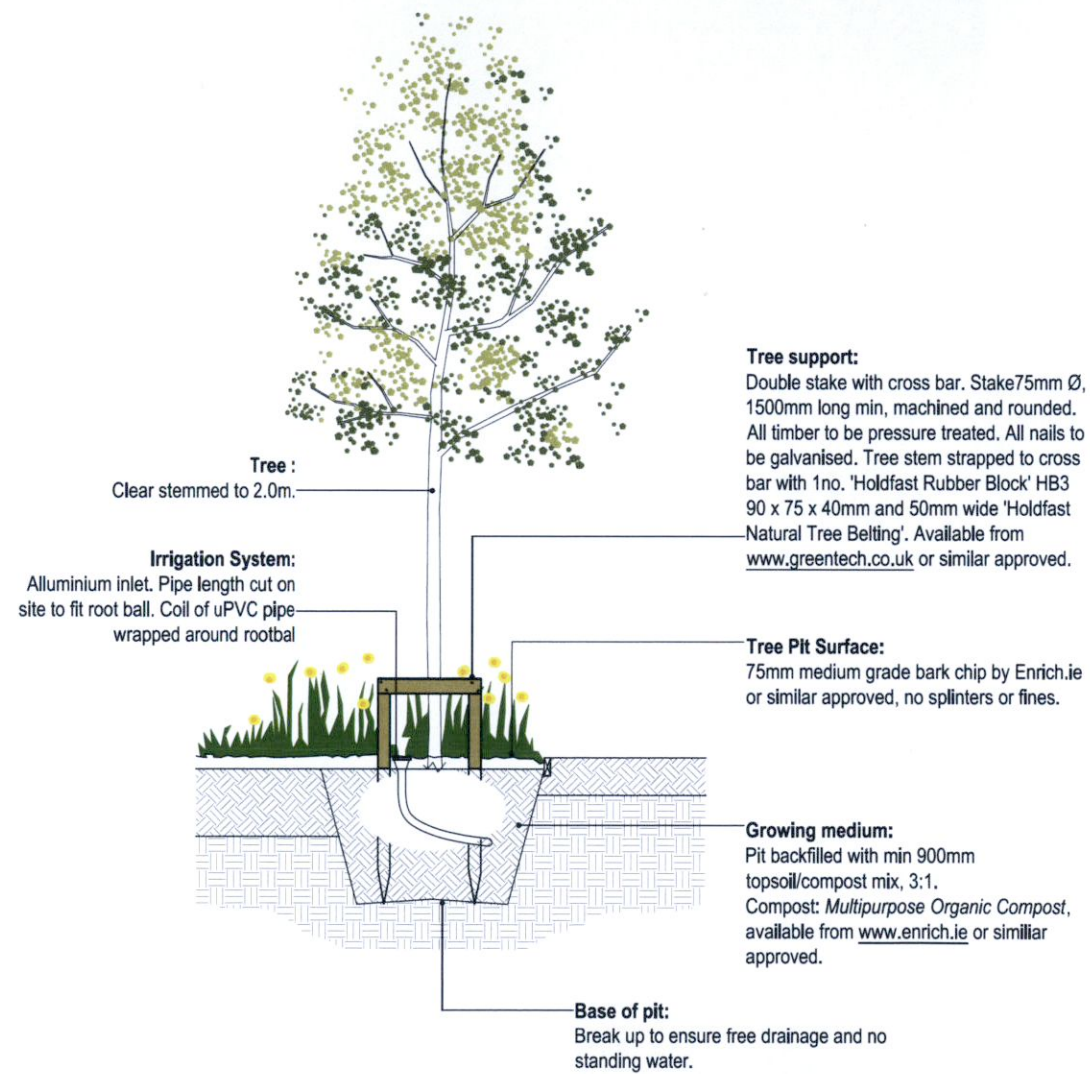 Tree :
Clear stemmed to 2.0m.
Irrigation System:
Alluminium inlet. Pipe length cut on
site to fit root ball. Coil of uPVC pipe
wrapped around rootbal
Tree support:
Double stake with cross bar. Stake75mm Ø,
1500mm long min, machined and rounded.
All timber to be pressure treated. All nails to
be galvanised. Tree stem strapped to cross
bar with 1no. 'Holdfast Rubber Block' HB3
90 x 75 x 40mm and 50mm wide 'Holdfast
Natural Tree Belting'. Available from
www.greentech.co.uk or similar approved.
Tree Pit Surface:
75mm medium grade bark chip by Enrich.ie
or similar approved, no splinters or fines.
Growing medium:
Pit backfilled with min 900mm
topsoil/compost mix, 3:1.
Compost: Multipurpose Organic Compost,
available from www.enrich.ie or similiar
approved.
Base of pit:
Break up to ensure free drainage and no
standing water.